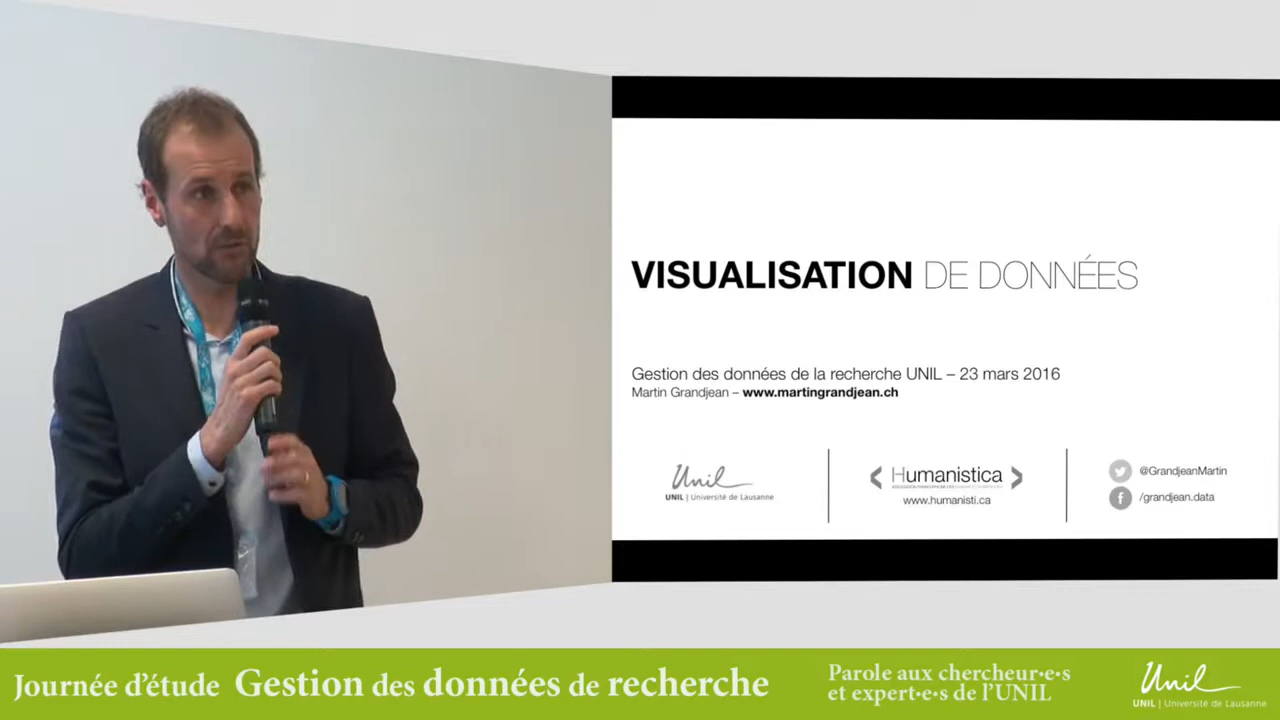 VISUALISATION DE DONNÉES
Gestion des données de la recherche UNIL – 23 mars 2016
Martin Grandjean – www.martingrandjean.ch
Unil
UNIL | Université de Lausanne
Humanistica
www.humanisti.ca
@GrandjeanMartin
/grandjean.data
Journée d'étude Gestion des données de recherche
Parole aux chercheur•e•s
et expert•e•s de l'UNIL
Unil
UNIL | Université de Lausanne